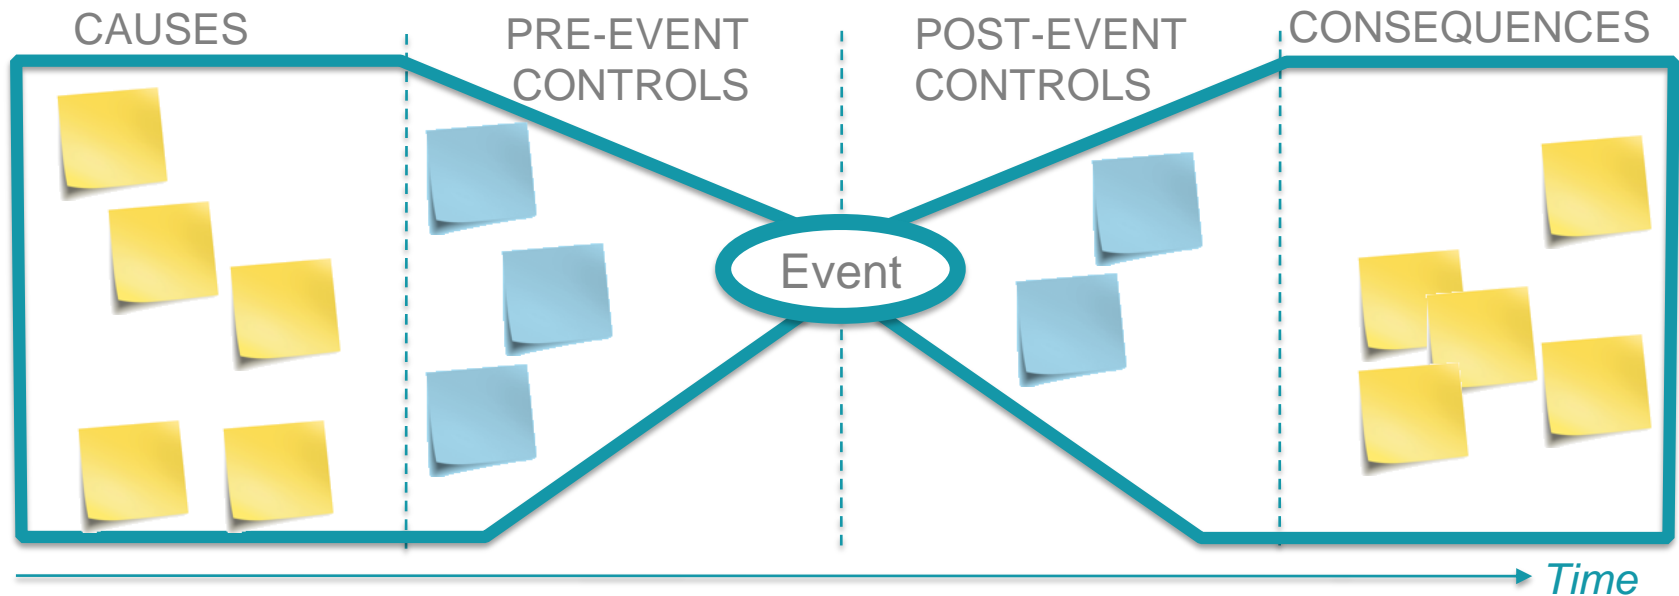 CAUSES
PRE-EVENT
CONTROLS
POST-EVENT
CONTROLS
CONSEQUENCES
Event
Time